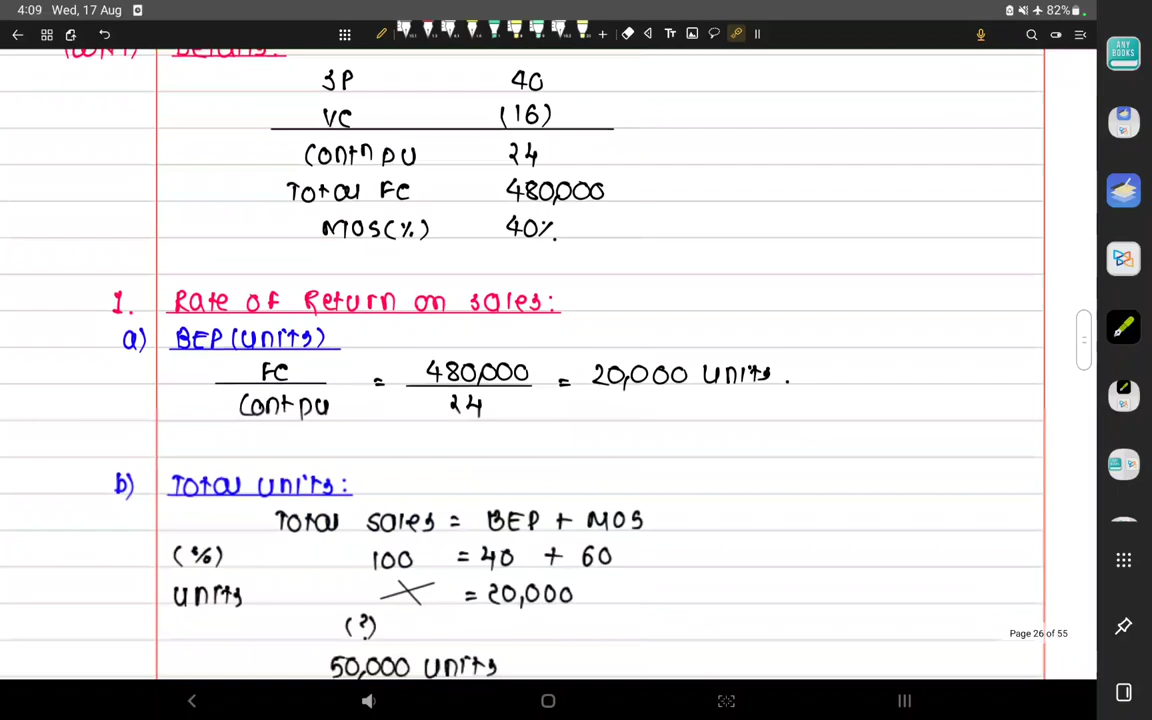 4:09 Wed, 17 Aug 82%
Tt
ANY BOOKS
(cont) Details:
SP 40
VC (16)
Contn pu 24
Total FC 480,000
MOS(%) 40%.
1. Rate of Return on sales:
a) BEP(Units)
FC = 480,000 = 20,000 Units.
Cont pu 24
b) Total Units:
Total sales = BEP + MOS
(%) 100 = 40 + 60
Units = 20,000
Page 26 of 55
(?)
50,000 Units